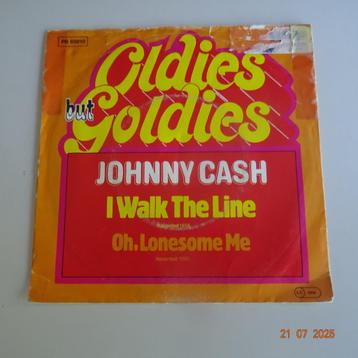 Oldies
but
Goldies
JOHNNY CASH
I Walk The Line
Oh, Lonesome Me
21 07 2025